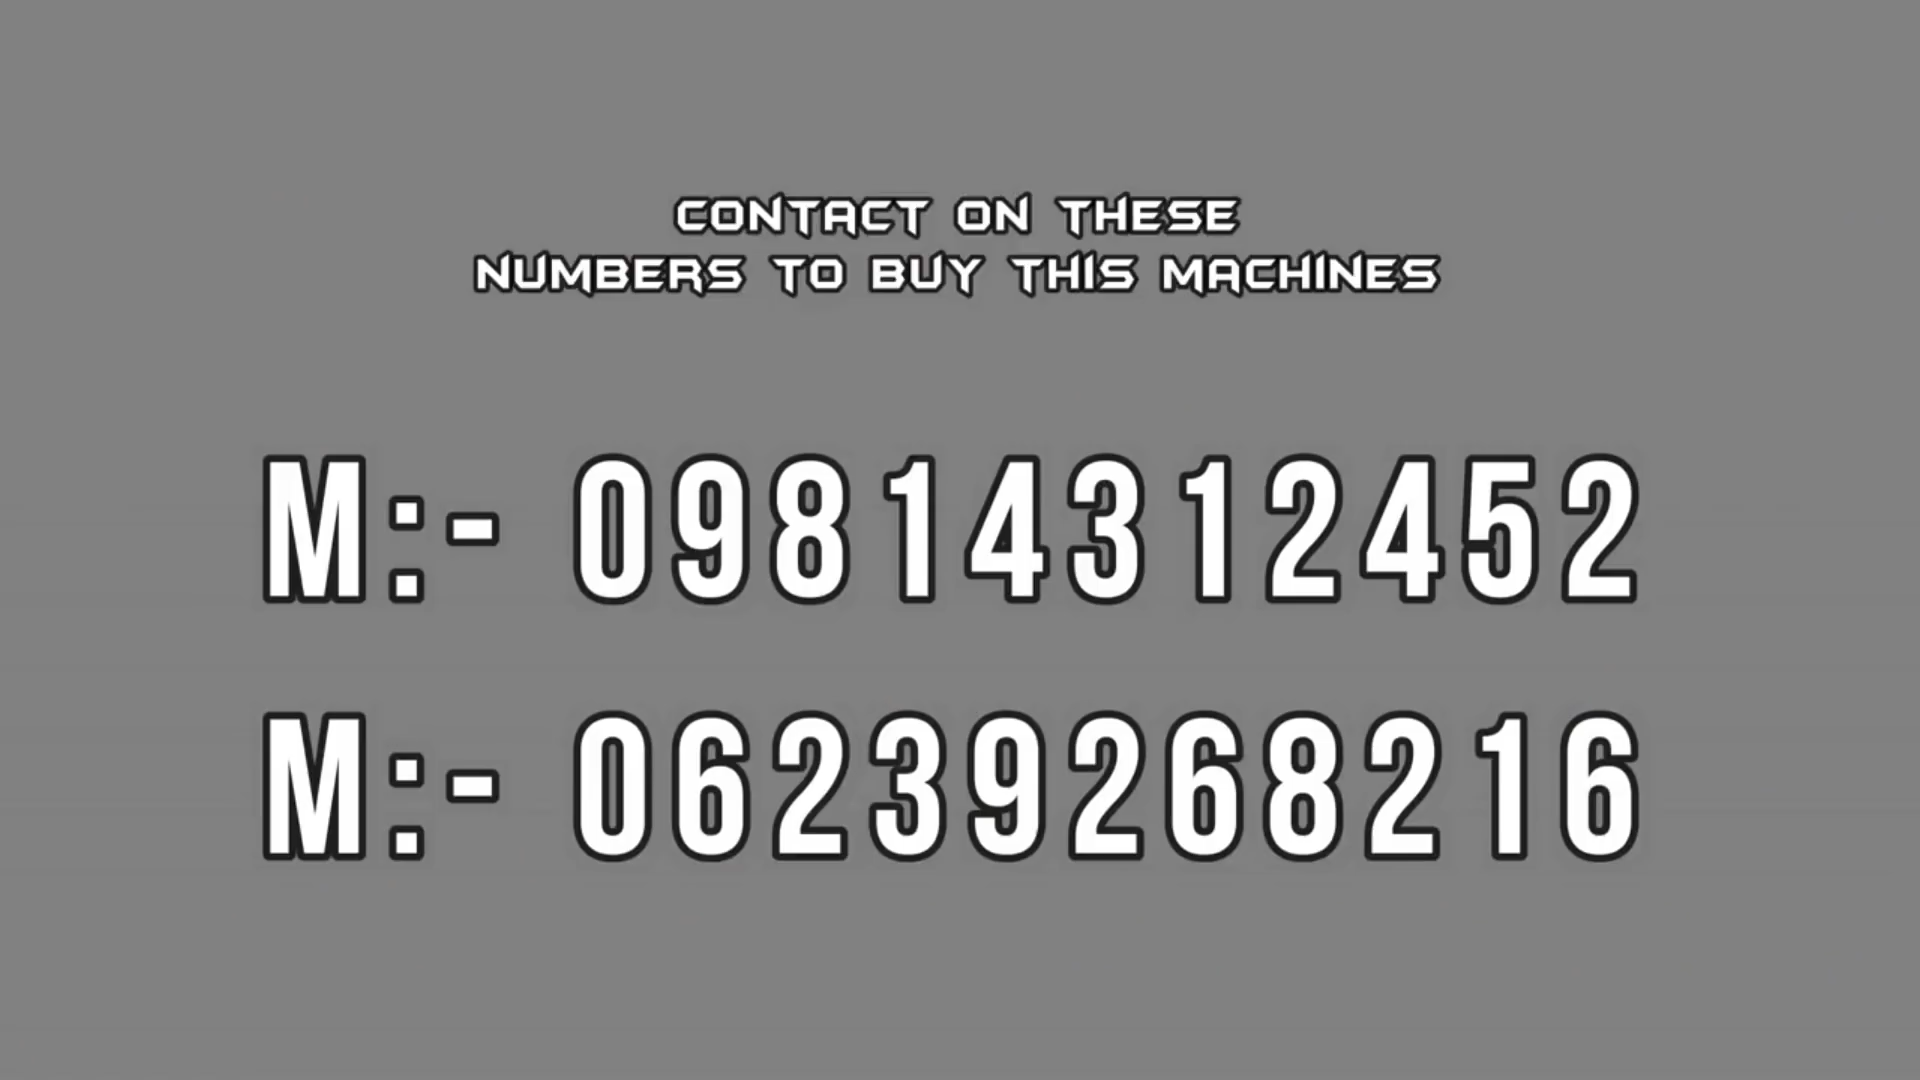 CONTACT ON THESE
NUMBERS TO BUY THIS MACHINES
M:- 09814312452
M:- 06239268216